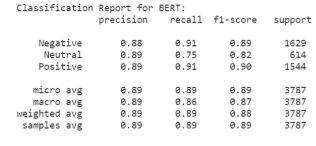 Classification Report for BERT:
precision recall f1-score support
Negative 0.88 0.91 0.89 1629
Neutral 0.89 0.75 0.82 614
Positive 0.89 0.91 0.90 1544
micro avg 0.89 0.89 0.89 3787
macro avg 0.89 0.86 0.87 3787
weighted avg 0.89 0.89 0.88 3787
samples avg 0.89 0.89 0.89 3787